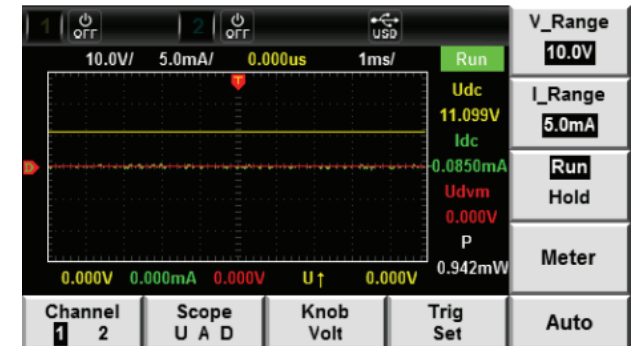 1 OFF 2 OFF USB
10.0V/ 5.0mA/ 0.000us 1ms/ Run
T
Udc
11.099V
Idc
D
0.0850mA
Udvm
0.000V
P
0.942mW
0.000V 0.000mA 0.000V U↑ 0.000V
V_Range
10.0V
I_Range
5.0mA
Run
Hold
Meter
Auto
Channel
1 2
Scope
U A D
Knob
Volt
Trig
Set